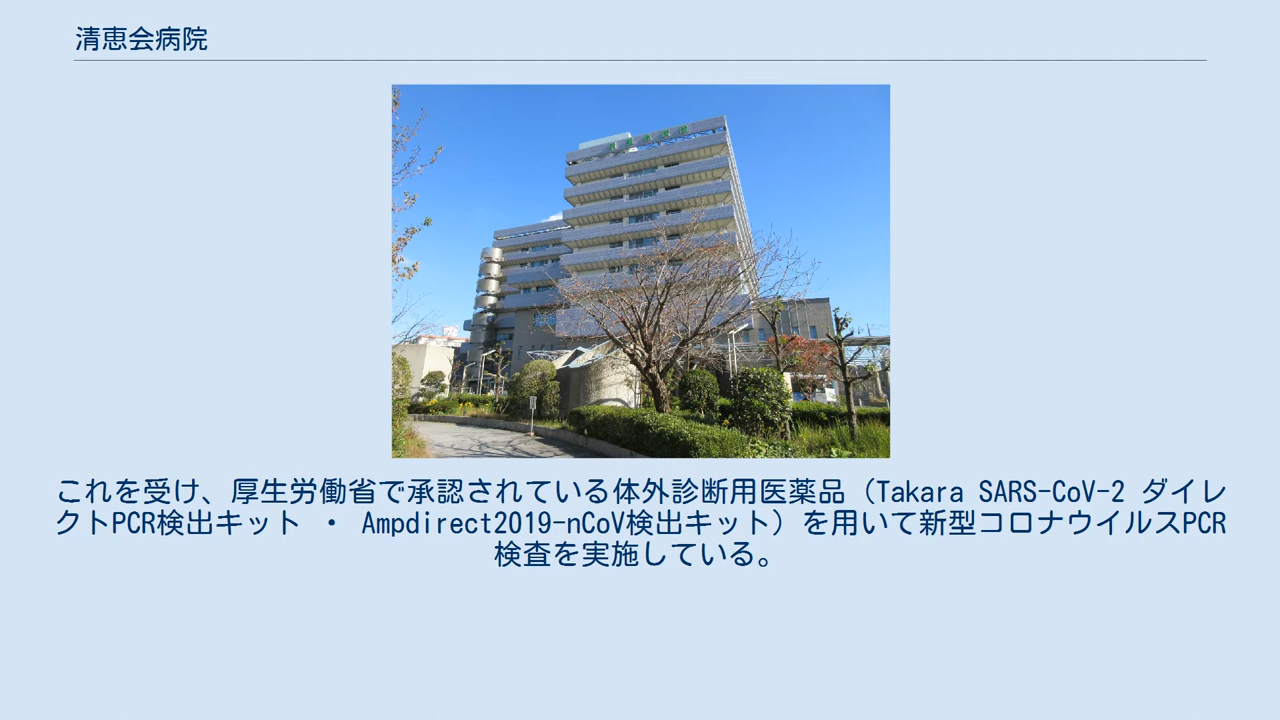 清恵会病院
これを受け、厚生労働省で承認されている体外診断用医薬品（Takara SARS-CoV-2 ダイレ
クトPCR検出キット ・ Ampdirect2019-nCoV検出キット）を用いて新型コロナウイルスPCR
検査を実施している。